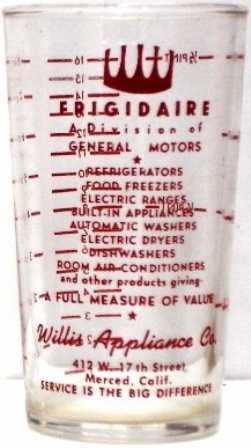 FRIGIDAIRE
A Division of
GENERAL MOTORS
REFRIGERATORS
FOOD FREEZERS
ELECTRIC RANGES
BUILT-IN APPLIANCES
AUTOMATIC WASHERS
ELECTRIC DRYERS
DISHWASHERS
ROOM AIR CONDITIONERS
and other products giving
A FULL MEASURE OF VALUE
Willis Appliance Co.
412 W. 17th Street
Merced, Calif.
SERVICE IS THE BIG DIFFERENCE